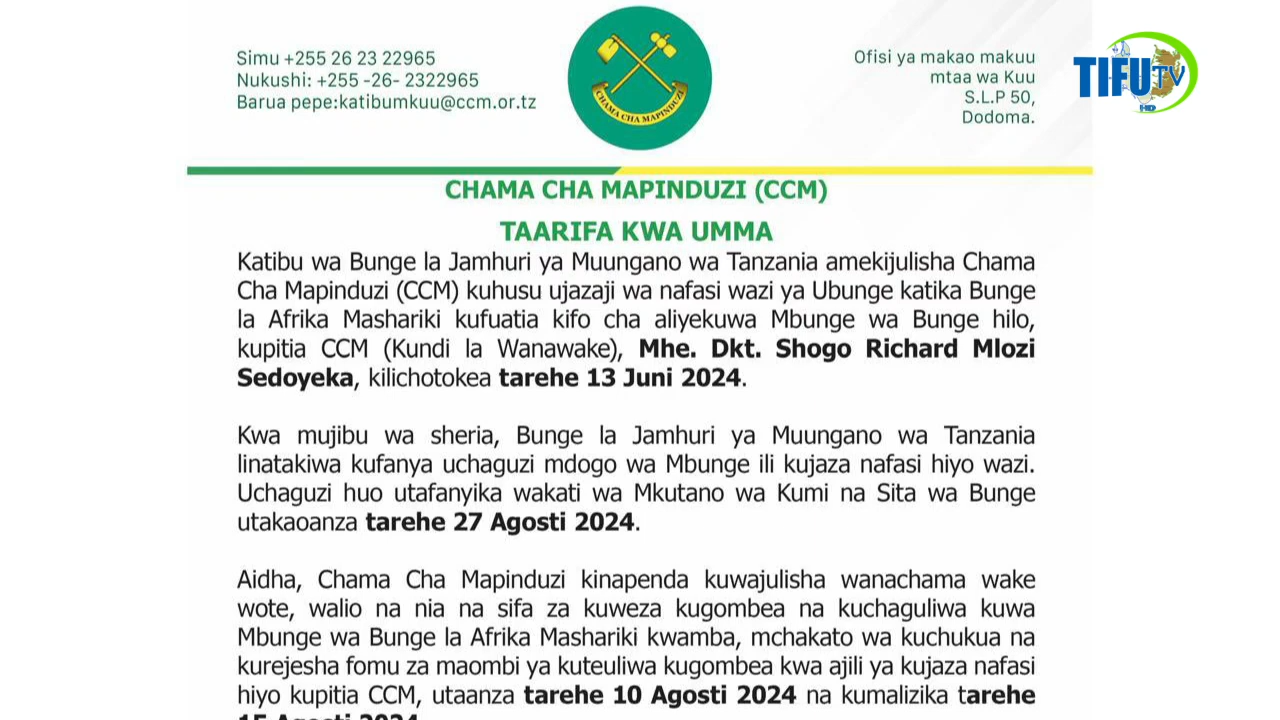 Simu +255 26 23 22965
Nukushi: +255 -26- 2322965
Barua pepe:katibumkuu@ccm.or.tz
CHAMA CHA MAPINDUZI
Ofisi ya makao makuu
mtaa wa Kuu
S.L.P 50,
Dodoma.
TIFU TV
HD
CHAMA CHA MAPINDUZI (CCM)
TAARIFA KWA UMMA
Katibu wa Bunge la Jamhuri ya Muungano wa Tanzania amekijulisha Chama
Cha Mapinduzi (CCM) kuhusu ujazaji wa nafasi wazi ya Ubunge katika Bunge
la Afrika Mashariki kufuatia kifo cha aliyekuwa Mbunge wa Bunge hilo,
kupitia CCM (Kundi la Wanawake), Mhe. Dkt. Shogo Richard Mlozi
Sedoyeka, kilichotokea tarehe 13 Juni 2024.
Kwa mujibu wa sheria, Bunge la Jamhuri ya Muungano wa Tanzania
linatakiwa kufanya uchaguzi mdogo wa Mbunge ili kujaza nafasi hiyo wazi.
Uchaguzi huo utafanyika wakati wa Mkutano wa Kumi na Sita wa Bunge
utakaoanza tarehe 27 Agosti 2024.
Aidha, Chama Cha Mapinduzi kinapenda kuwajulisha wanachama wake
wote, walio na nia na sifa za kuweza kugombea na kuchaguliwa kuwa
Mbunge wa Bunge la Afrika Mashariki kwamba, mchakato wa kuchukua na
kurejesha fomu za maombi ya kuteuliwa kugombea kwa ajili ya kujaza nafasi
hiyo kupitia CCM, utaanza tarehe 10 Agosti 2024 na kumalizika tarehe
15 Agosti 2024